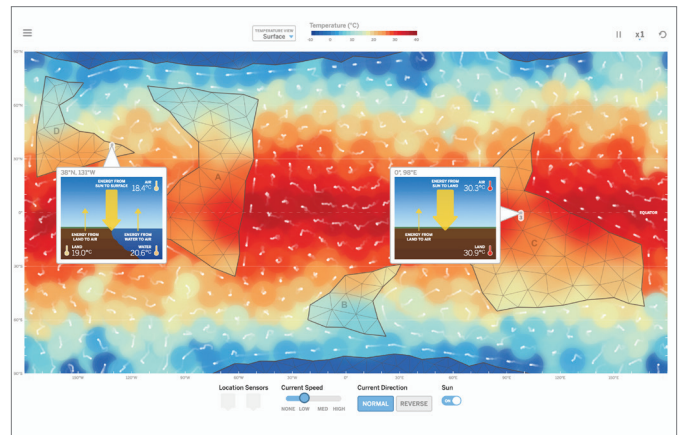 TEMPERATURE VIEW
Surface
Temperature (°C)
-10 0 10 20 30 40
x1
D
A
B
C
EQUATOR
38°N, 133°W
ENERGY FROM
SUN TO SURFACE
AIR
18.4°C
ENERGY FROM
LAND TO AIR
ENERGY FROM
WATER TO AIR
LAND
19.0°C
WATER
20.6°C
0°, 98°E
ENERGY FROM
SUN TO LAND
AIR
30.3°C
ENERGY FROM
LAND TO AIR
LAND
30.9°C
0°
Location Sensors
Current Speed
NONE LOW MED HIGH
Current Direction
NORMAL REVERSE
Sun
ON